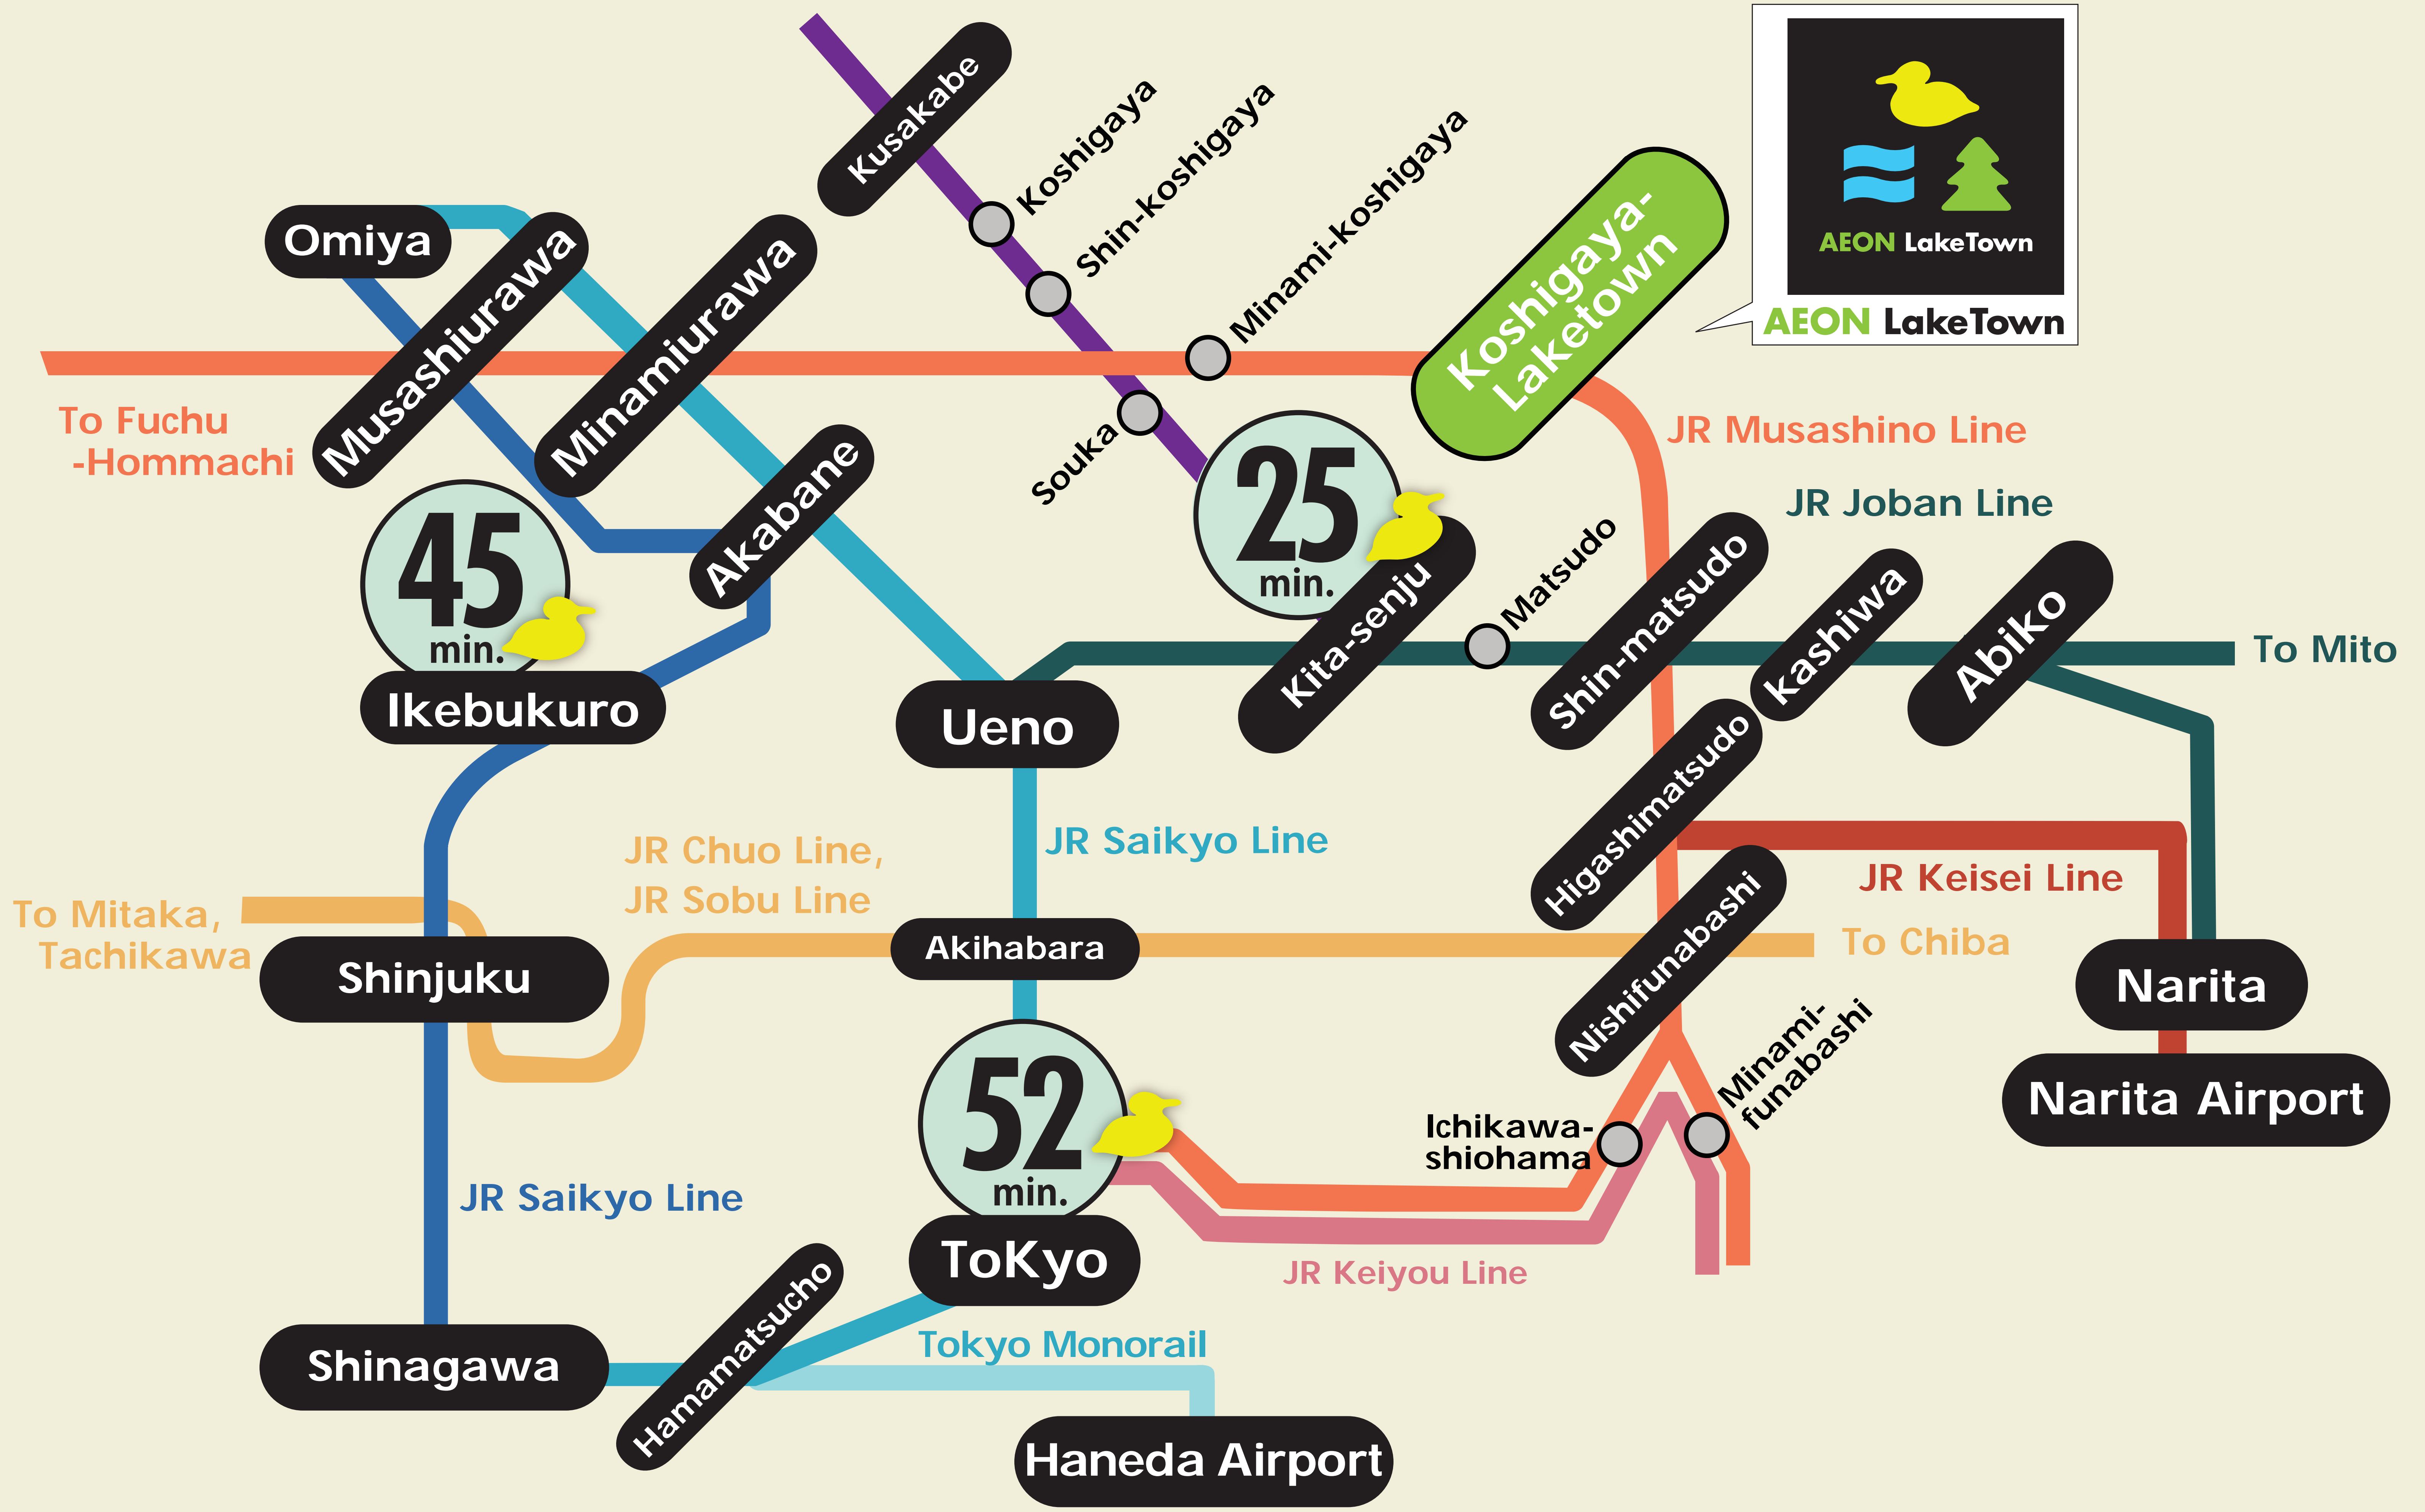 Kusakabe
Koshigaya
Shin-koshigaya
Minami-koshigaya
Koshigaya-
Laketown
AEON LakeTown
AEON LakeTown
Omiya
Musashiurawa
Minamiurawa
To Fuchu
-Hommachi
JR Musashino Line
Souka
Akabane
25
min.
45
min.
JR Joban Line
Kita-senju
Matsudo
Shin-matsudo
kashiwa
Abiko
To Mito
Ikebukuro
Ueno
Higashimatsudo
JR Chuo Line,
JR Sobu Line
JR Saikyo Line
JR Keisei Line
To Mitaka,
Tachikawa
Shinjuku
Akihabara
Nishifunabashi
To Chiba
Narita
Narita Airport
52
min.
Ichikawa-
shiohama
Minami-
funabashi
JR Saikyo Line
ToKyo
JR Keiyou Line
Hamamatsucho
Tokyo Monorail
Shinagawa
Haneda Airport